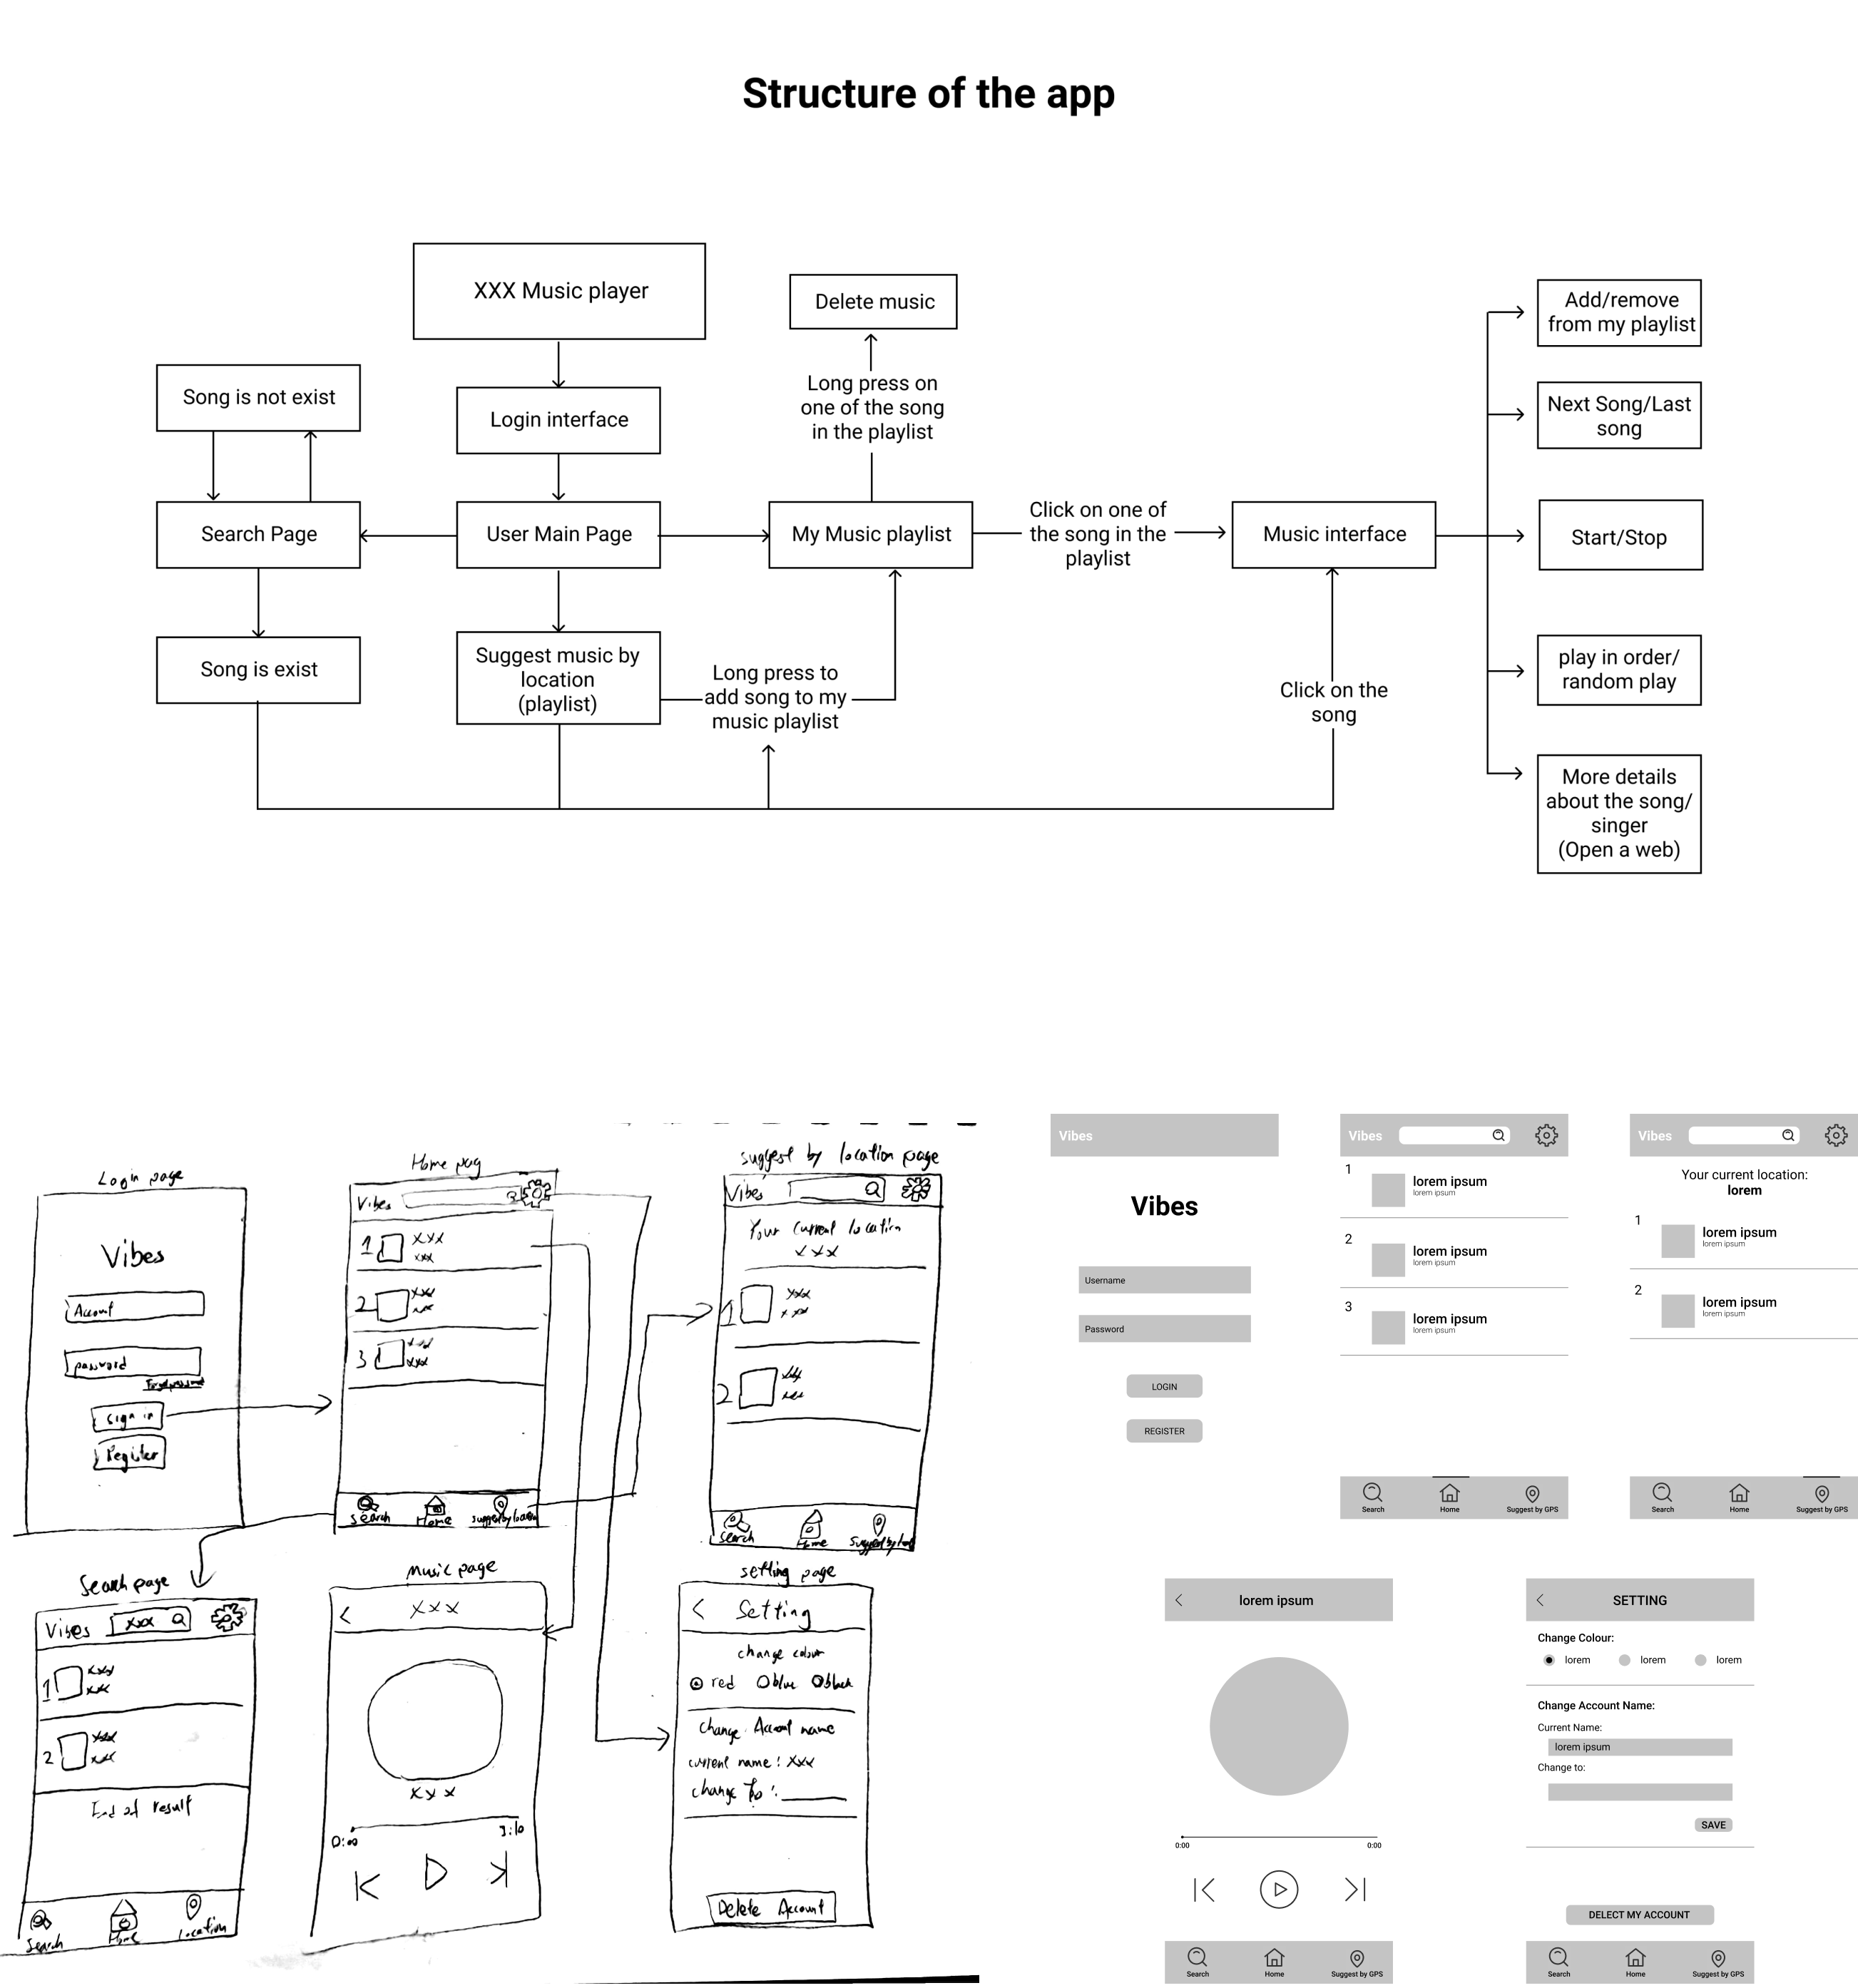 Structure of the app
XXX Music player
Delete music
Add/remove
from my playlist
Song is not exist
Login interface
Long press on
one of the song
in the playlist
Next Song/Last
song
Search Page
User Main Page
My Music playlist
Click on one of
the song in the
playlist
Music interface
Start/Stop
Song is exist
Suggest music by
location
(playlist)
Long press to
add song to my
music playlist
Click on the
song
play in order/
random play
More details
about the song/
singer
(Open a web)
Login page
Vibes
Account
password
Sign in
Register
Home pag
Vibes
1
xxx
xxx
2
xxx
3
xxx
xxx
Search
Home
suggest by location
suggest by location page
Vibes
Your current location
xxx
1
xxx
xxx
2
xxx
xxx
Search
Home
Search page
Vibes
xxx
1
xxx
xx
2
xxx
xxx
End of result
Search
Home
Location
Music page
xxx
xxx
0:00
3:10
setting page
Setting
change colour
red
blue
black
change Account name
current name: xxx
change To:
Delete Account
Vibes
Vibes
Username
Password
LOGIN
REGISTER
Vibes
1
lorem ipsum
lorem ipsum
2
lorem ipsum
lorem ipsum
3
lorem ipsum
lorem ipsum
Search
Home
Suggest by GPS
Vibes
Your current location:
lorem
1
lorem ipsum
lorem ipsum
2
lorem ipsum
lorem ipsum
Search
Home
Suggest by GPS
lorem ipsum
0:00
0:00
Search
Home
Suggest by GPS
SETTING
Change Colour:
lorem
lorem
lorem
Change Account Name:
Current Name:
lorem ipsum
Change to:
SAVE
DELECT MY ACCOUNT
Search
Home
Suggest by GPS